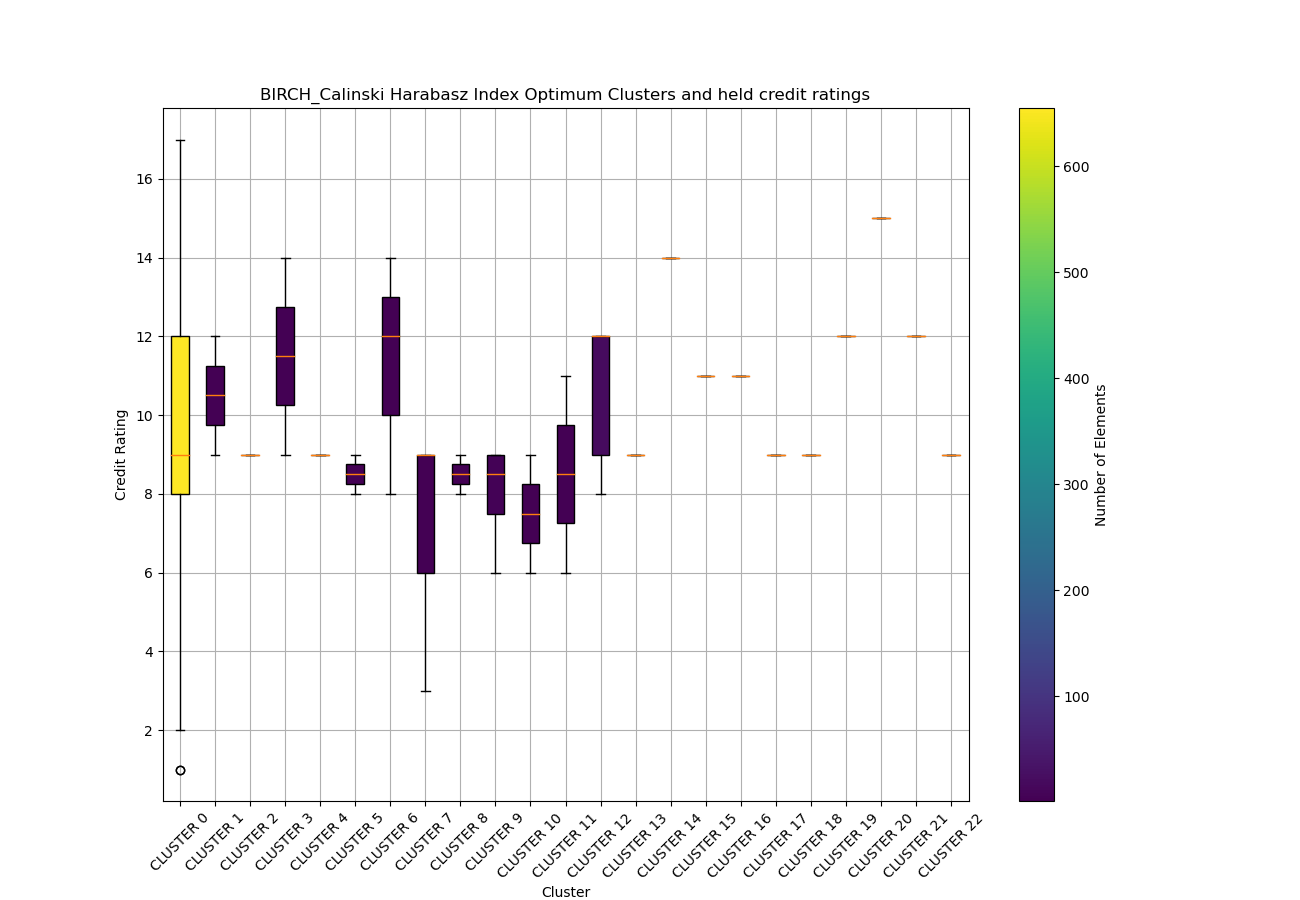 BIRCH_Calinski Harabasz Index Optimum Clusters and held credit ratings
16
14
12
10
8
6
4
2
Credit Rating
CLUSTER 0
CLUSTER 1
CLUSTER 2
CLUSTER 3
CLUSTER 4
CLUSTER 5
CLUSTER 6
CLUSTER 7
CLUSTER 8
CLUSTER 9
CLUSTER 10
CLUSTER 11
CLUSTER 12
CLUSTER 13
CLUSTER 14
CLUSTER 15
CLUSTER 16
CLUSTER 17
CLUSTER 18
CLUSTER 19
CLUSTER 20
CLUSTER 21
CLUSTER 22
Cluster
600
500
400
300
200
100
Number of Elements